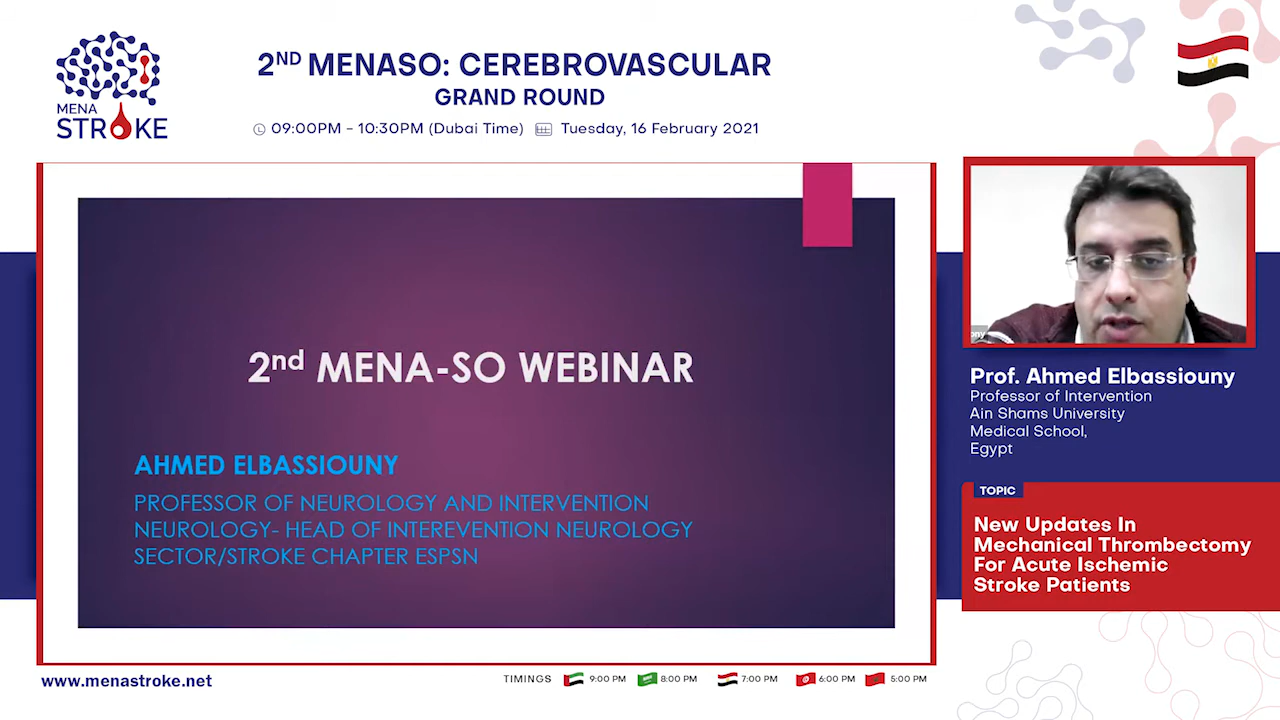 MENA
STROKE
2ND MENASO: CEREBROVASCULAR
GRAND ROUND
09:00PM - 10:30PM (Dubai Time) Tuesday, 16 February 2021
2nd MENA-SO WEBINAR
AHMED ELBASSIOUNY
PROFESSOR OF NEUROLOGY AND INTERVENTION
NEUROLOGY- HEAD OF INTEREVENTION NEUROLOGY
SECTOR/STROKE CHAPTER ESPSN
Prof. Ahmed Elbassiouny
Professor of Intervention
Ain Shams University
Medical School,
Egypt
TOPIC
New Updates In
Mechanical Thrombectomy
For Acute Ischemic
Stroke Patients
www.menastroke.net
TIMINGS 9:00 PM 8:00 PM 7:00 PM 6:00 PM 5:00 PM